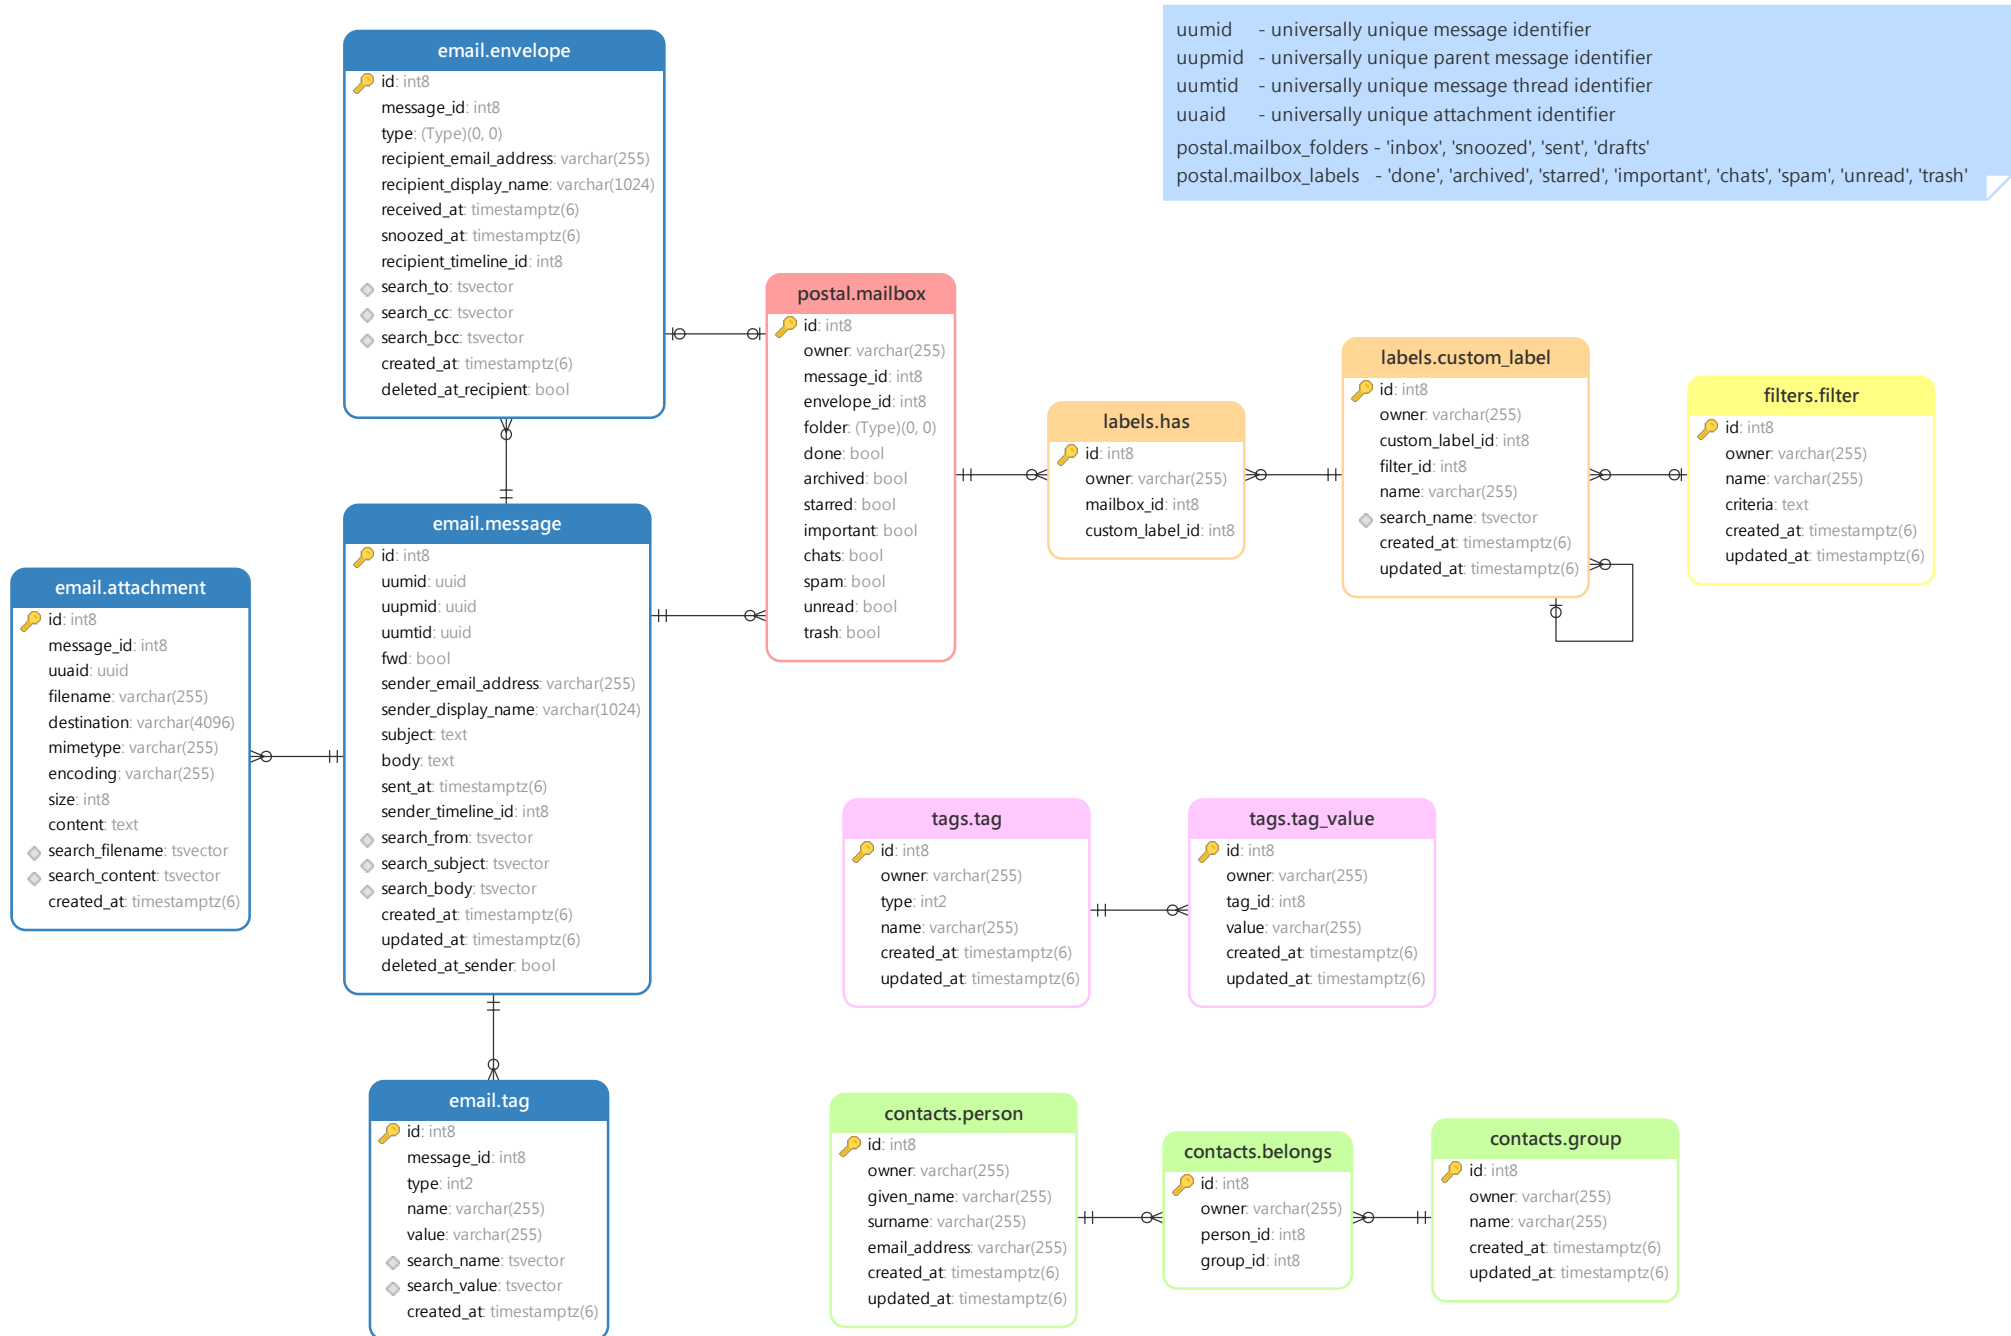 email.envelope
id: int8
message_id: int8
type: (Type)(0, 0)
recipient_email_address: varchar(255)
recipient_display_name: varchar(1024)
received_at: timestamptz(6)
snoozed_at: timestamptz(6)
recipient_timeline_id: int8
search_to: tsvector
search_cc: tsvector
search_bcc: tsvector
created_at: timestamptz(6)
deleted_at_recipient: bool
uumid - universally unique message identifier
uupmid - universally unique parent message identifier
uumtid - universally unique message thread identifier
uuaid - universally unique attachment identifier
postal.mailbox_folders - 'inbox', 'snoozed', 'sent', 'drafts'
postal.mailbox_labels - 'done', 'archived', 'starred', 'important', 'chats', 'spam', 'unread', 'trash'
postal.mailbox
id: int8
owner: varchar(255)
message_id: int8
envelope_id: int8
folder: (Type)(0, 0)
done: bool
archived: bool
starred: bool
important: bool
chats: bool
spam: bool
unread: bool
trash: bool
labels.has
id: int8
owner: varchar(255)
mailbox_id: int8
custom_label_id: int8
labels.custom_label
id: int8
owner: varchar(255)
custom_label_id: int8
filter_id: int8
name: varchar(255)
search_name: tsvector
created_at: timestamptz(6)
updated_at: timestamptz(6)
filters.filter
id: int8
owner: varchar(255)
name: varchar(255)
criteria: text
created_at: timestamptz(6)
updated_at: timestamptz(6)
email.attachment
id: int8
message_id: int8
uuaid: uuid
filename: varchar(255)
destination: varchar(4096)
mimetype: varchar(255)
encoding: varchar(255)
size: int8
content: text
search_filename: tsvector
search_content: tsvector
created_at: timestamptz(6)
email.message
id: int8
uumid: uuid
uupmid: uuid
uumtid: uuid
fwd: bool
sender_email_address: varchar(255)
sender_display_name: varchar(1024)
subject: text
body: text
sent_at: timestamptz(6)
sender_timeline_id: int8
search_from: tsvector
search_subject: tsvector
search_body: tsvector
created_at: timestamptz(6)
updated_at: timestamptz(6)
deleted_at_sender: bool
tags.tag
id: int8
owner: varchar(255)
type: int2
name: varchar(255)
created_at: timestamptz(6)
updated_at: timestamptz(6)
tags.tag_value
id: int8
owner: varchar(255)
tag_id: int8
value: varchar(255)
created_at: timestamptz(6)
updated_at: timestamptz(6)
email.tag
id: int8
message_id: int8
type: int2
name: varchar(255)
value: varchar(255)
search_name: tsvector
search_value: tsvector
created_at: timestamptz(6)
contacts.person
id: int8
owner: varchar(255)
given_name: varchar(255)
surname: varchar(255)
email_address: varchar(255)
created_at: timestamptz(6)
updated_at: timestamptz(6)
contacts.belongs
id: int8
owner: varchar(255)
person_id: int8
group_id: int8
contacts.group
id: int8
owner: varchar(255)
name: varchar(255)
created_at: timestamptz(6)
updated_at: timestamptz(6)